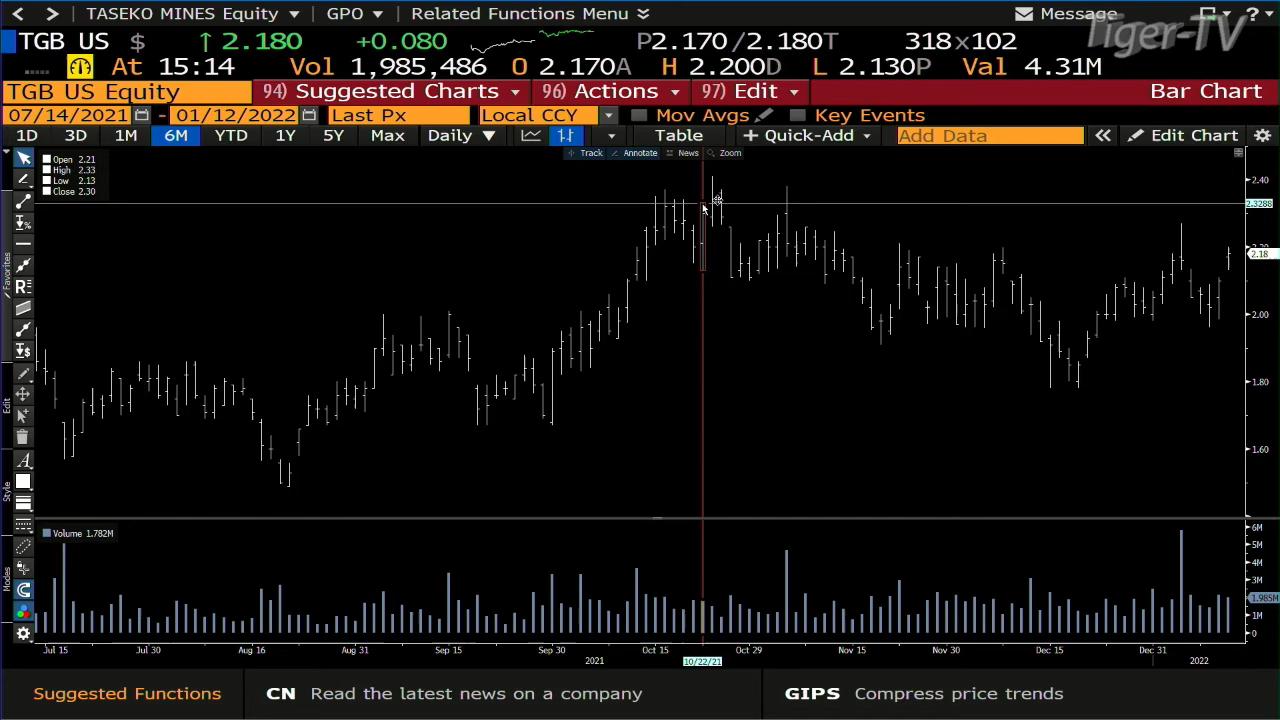 TASEKO MINES Equity GPO Related Functions Menu Message ?
Tiger-TV
TGB US $ ↑ 2.180 +0.080 P2.170/2.180T 318x102
At 15:14 Vol 1,985,486 O 2.170A H 2.200D L 2.130P Val 4.31M
TGB US Equity 94) Suggested Charts 96) Actions 97) Edit Bar Chart
07/14/2021 - 01/12/2022 Last Px Local CCY Mov Avgs Key Events
1D 3D 1M 6M YTD 1Y 5Y Max Daily ▼ Table + Quick-Add Add Data « Edit Chart
Track Annotate News Zoom
Open 2.21
High 2.33
Low 2.13
Close 2.30
Favorites
Edit
Style
Modes
2.40
2.3288
2.20
2.18
2.00
1.80
1.60
Volume 1.782M
6M
5M
4M
3M
1.985M
1M
0
Jul 15 Jul 30 Aug 16 Aug 31 Sep 15 Sep 30 Oct 15 Oct 29 Nov 15 Nov 30 Dec 15 Dec 31
2021 10/22/21 2022
Suggested Functions CN Read the latest news on a company GIPS Compress price trends